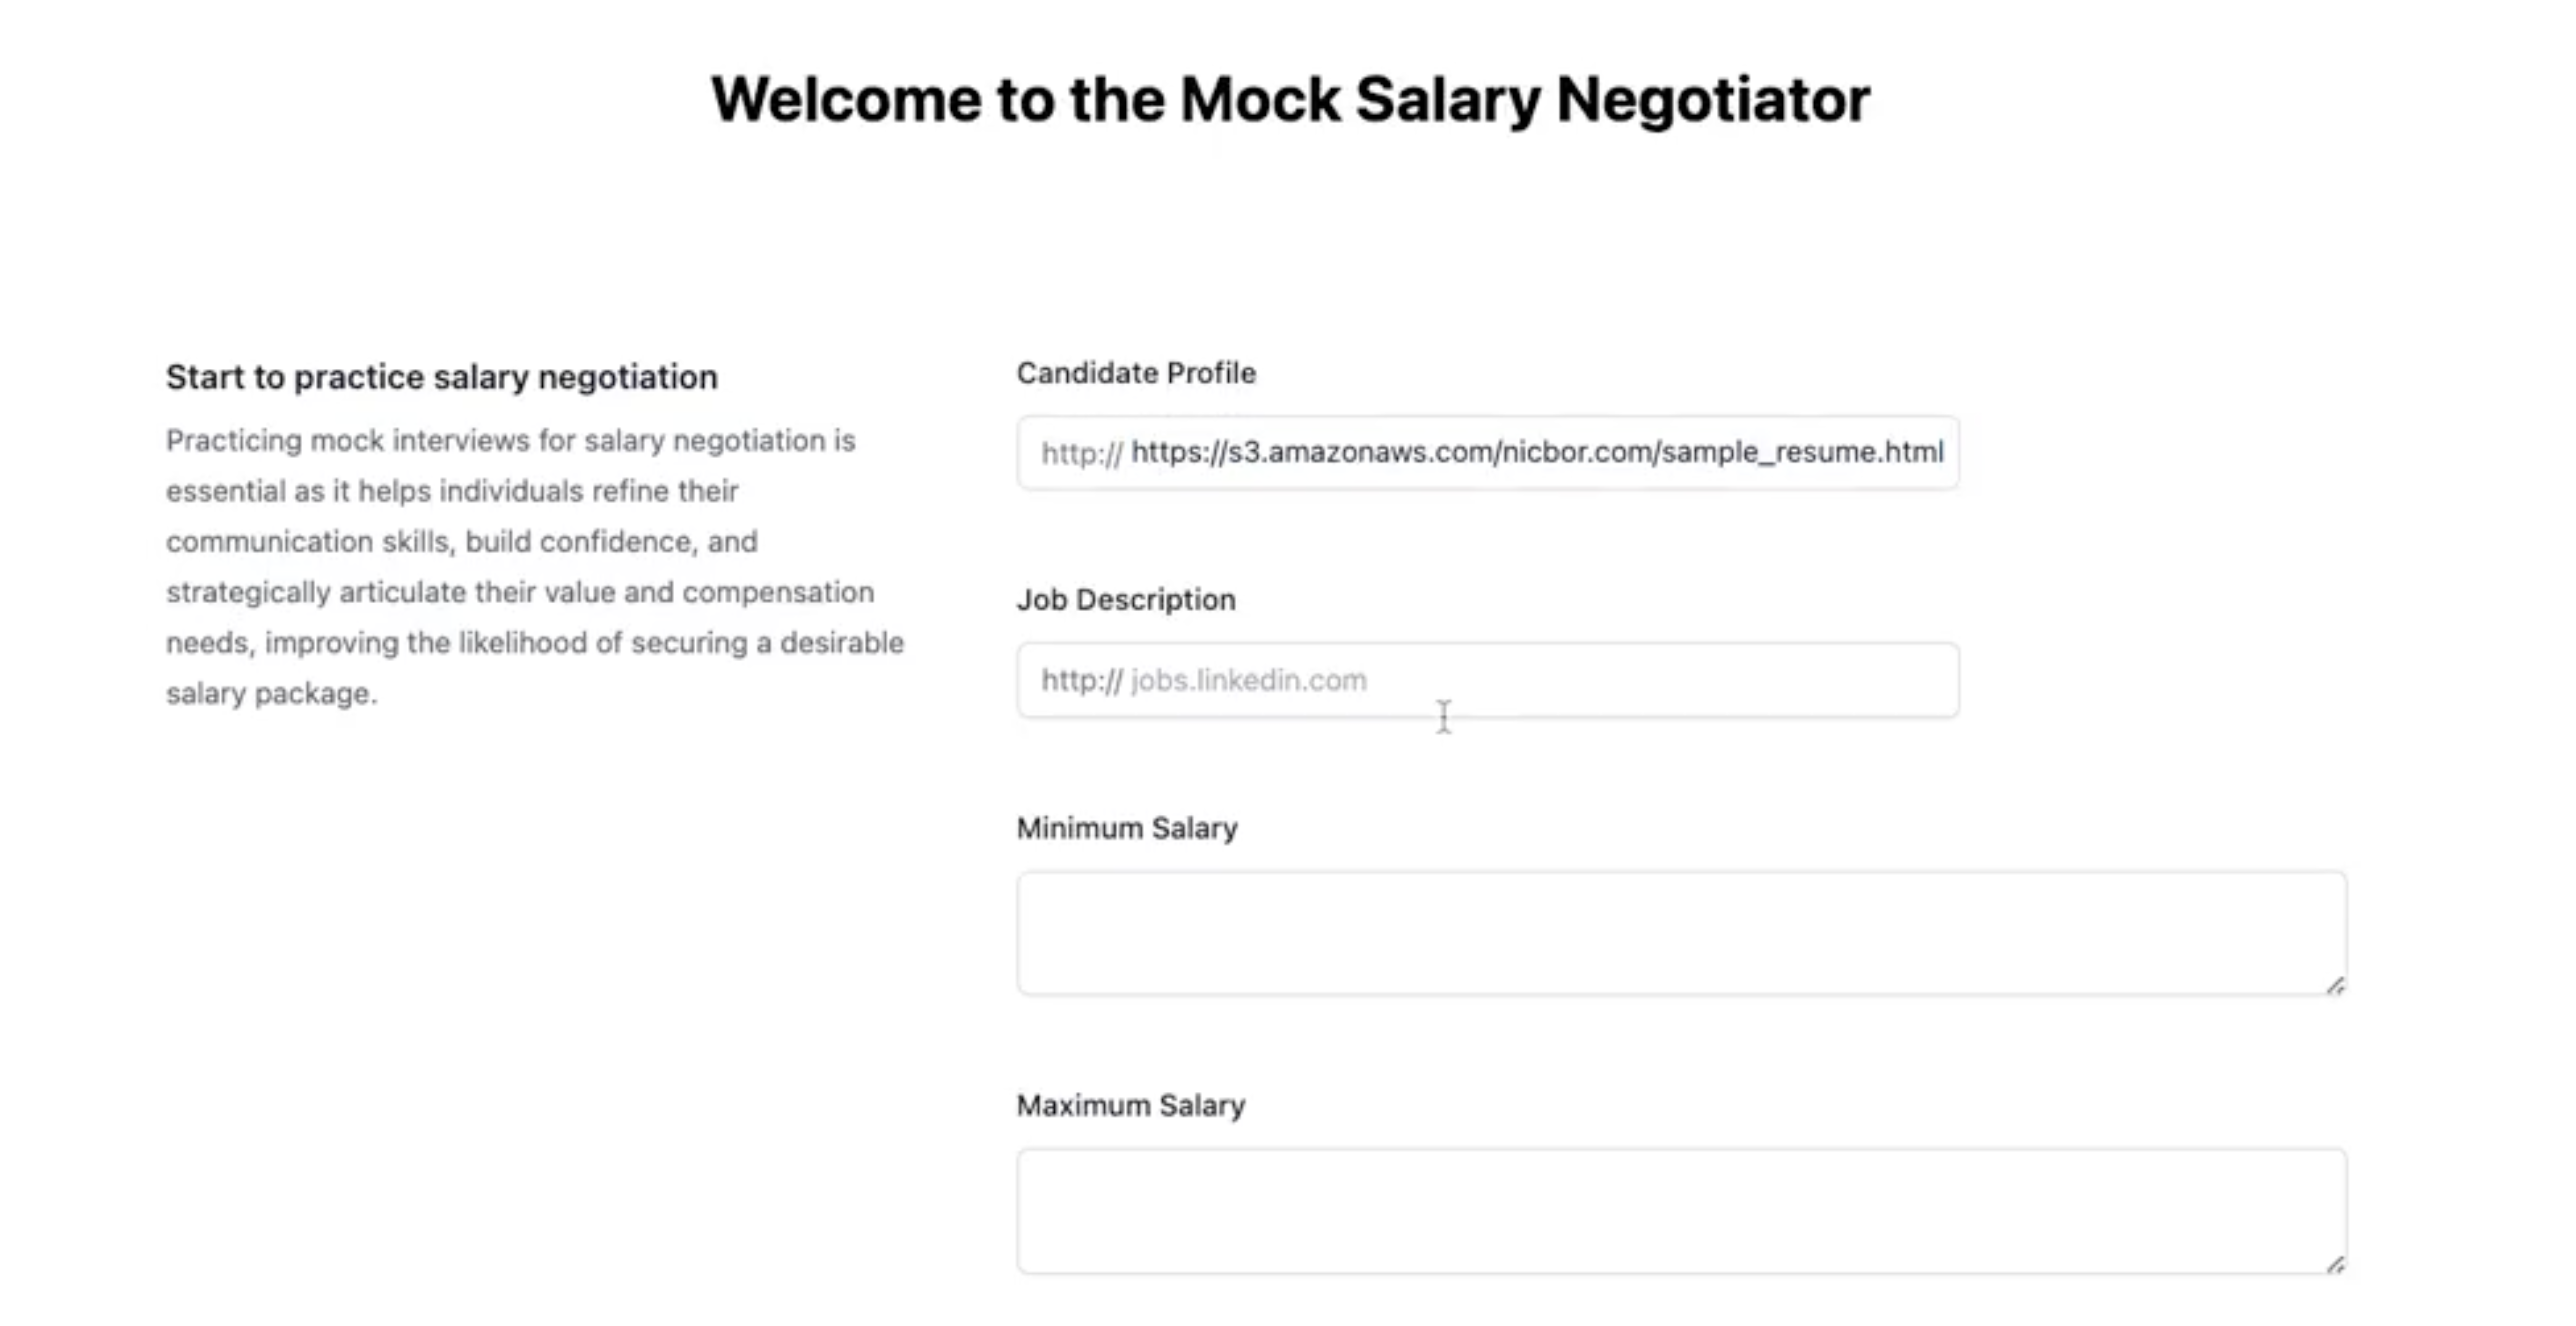 Welcome to the Mock Salary Negotiator
Start to practice salary negotiation
Practicing mock interviews for salary negotiation is
essential as it helps individuals refine their
communication skills, build confidence, and
strategically articulate their value and compensation
needs, improving the likelihood of securing a desirable
salary package.
Candidate Profile
http:// https://s3.amazonaws.com/nicbor.com/sample_resume.html
Job Description
http:// jobs.linkedin.com
Minimum Salary
Maximum Salary